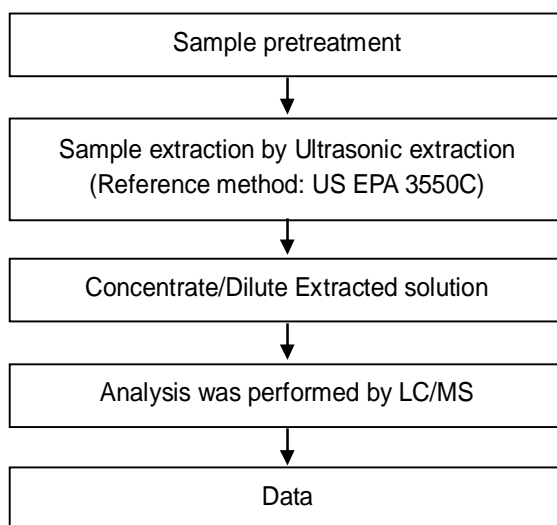 Sample pretreatment
Sample extraction by Ultrasonic extraction
(Reference method: US EPA 3550C)
Concentrate/Dilute Extracted solution
Analysis was performed by LC/MS
Data